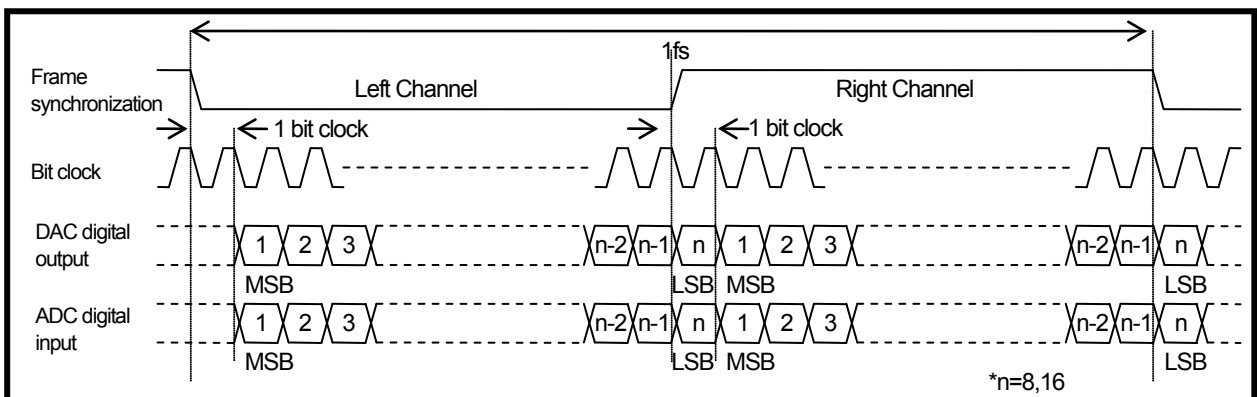 1fs
Frame
synchronization
Left Channel
Right Channel
1 bit clock
1 bit clock
Bit clock
DAC digital
output
1 2 3 n-2 n-1 n 1 2 3 n-2 n-1 n
MSB LSB MSB LSB
ADC digital
input
1 2 3 n-2 n-1 n 1 2 3 n-2 n-1 n
MSB LSB MSB LSB
*n=8,16